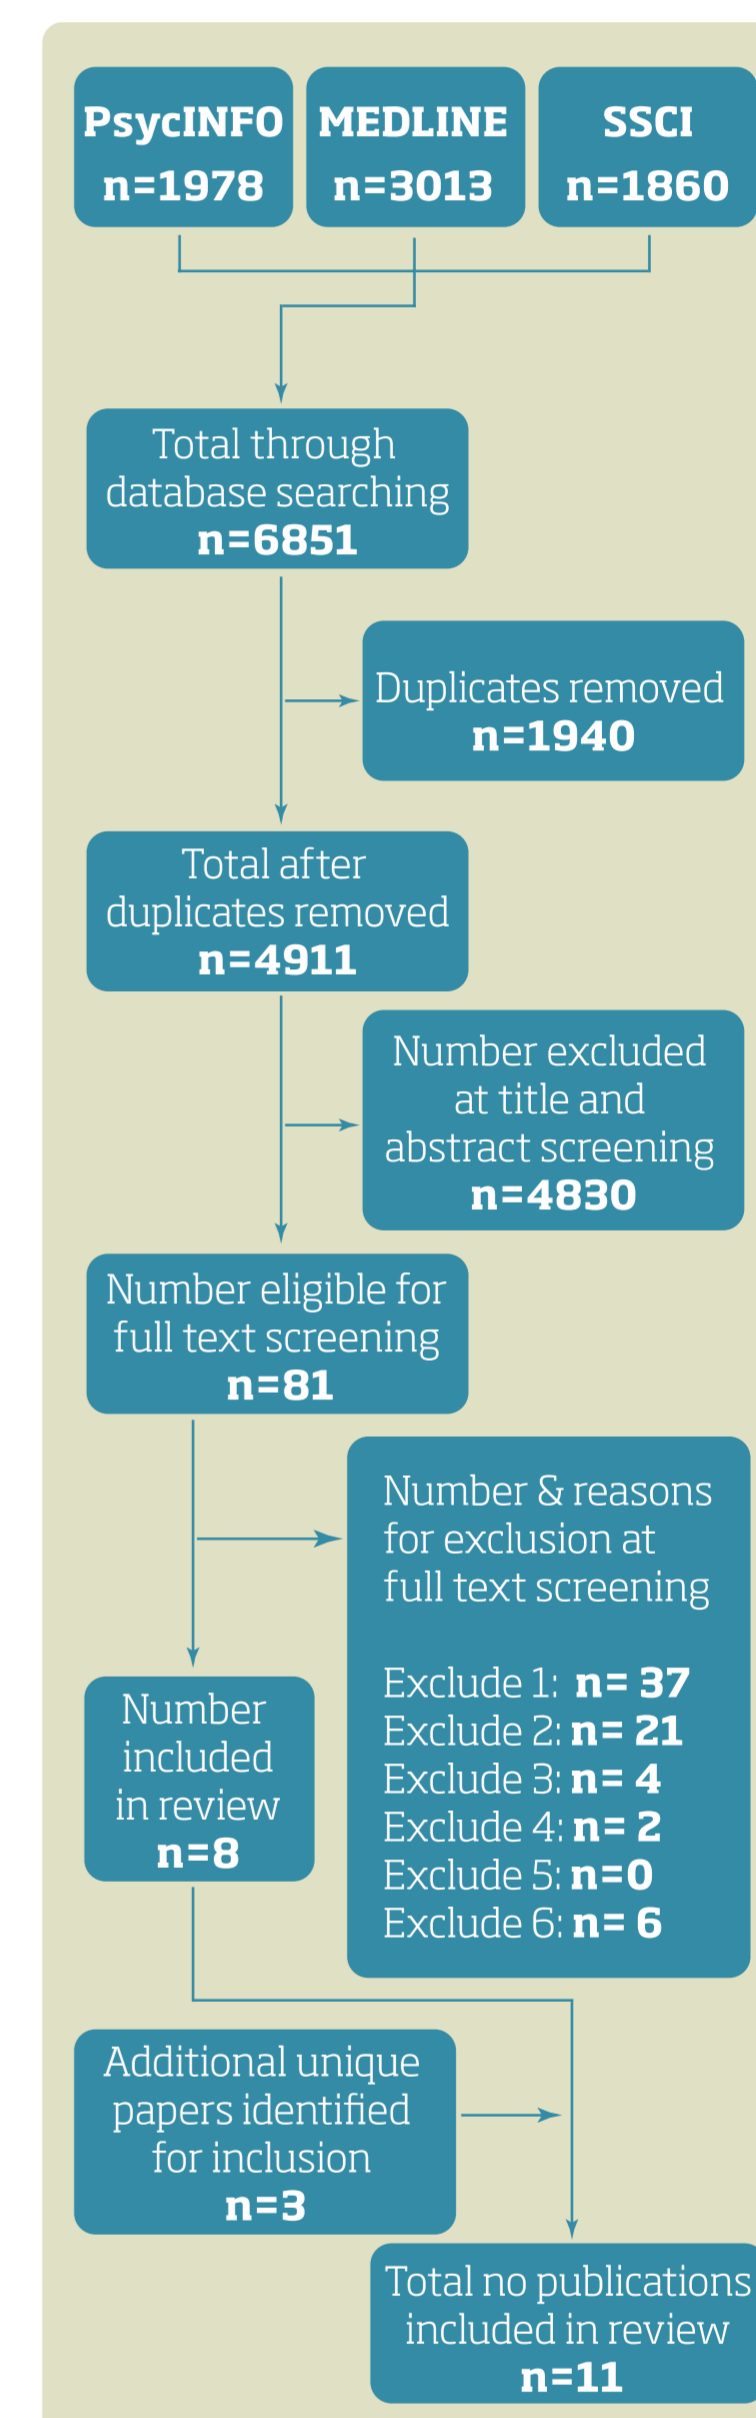 PsycINFO
n=1978
MEDLINE
n=3013
SSCI
n=1860
Total through
database searching
n=6851
Duplicates removed
n=1940
Total after
duplicates removed
n=4911
Number excluded
at title and
abstract screening
n=4830
Number eligible for
full text screening
n=81
Number & reasons
for exclusion at
full text screening
Exclude 1: n= 37
Exclude 2: n= 21
Exclude 3: n= 4
Exclude 4: n= 2
Exclude 5: n=0
Exclude 6: n= 6
Number
included
in review
n=8
Additional unique
papers identified
for inclusion
n=3
Total no publications
included in review
n=11